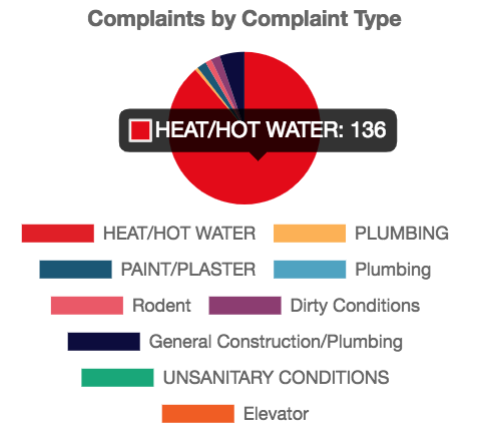 Complaints by Complaint Type
HEAT/HOT WATER: 136
HEAT/HOT WATER PLUMBING
PAINT/PLASTER Plumbing
Rodent Dirty Conditions
General Construction/Plumbing
UNSANITARY CONDITIONS
Elevator